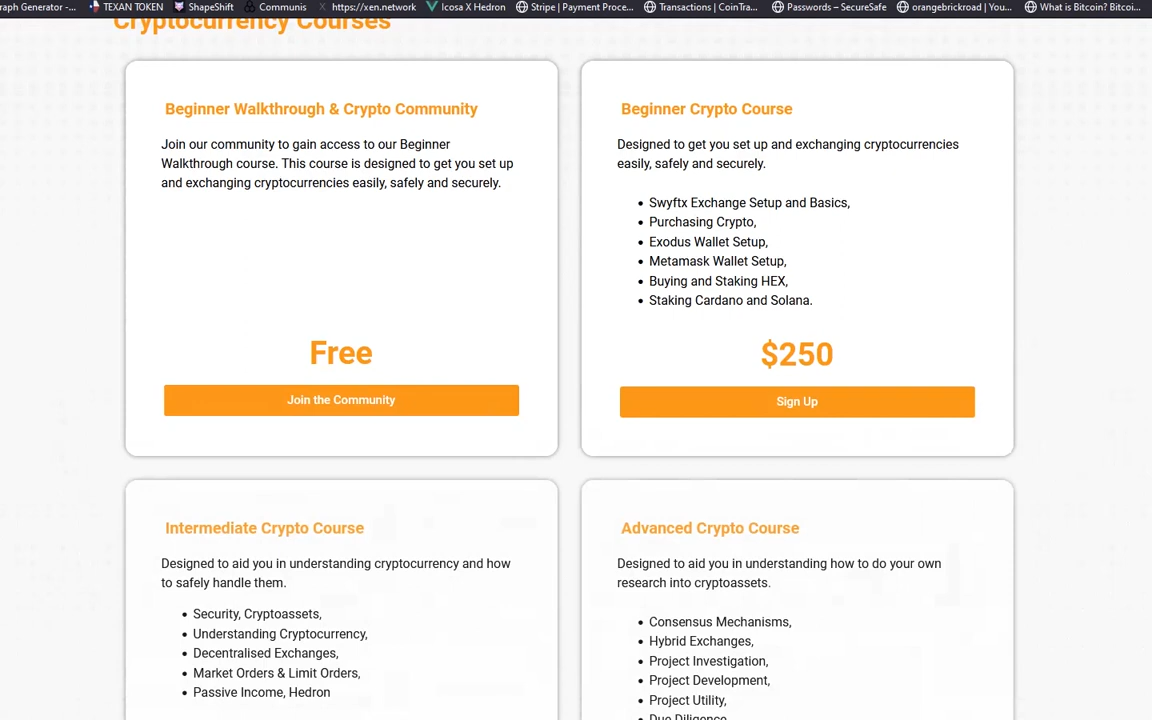 raph Generator -... TEXAN TOKEN ShapeShift Communis https://xen.network Icosa X Hedron Stripe | Payment Proce... Transactions | CoinTra... Passwords – SecureSafe orangebrickroad | You... What is Bitcoin? Bitcoi...
Cryptocurrency Courses
Beginner Walkthrough & Crypto Community
Join our community to gain access to our Beginner
Walkthrough course. This course is designed to get you set up
and exchanging cryptocurrencies easily, safely and securely.
Free
Join the Community
Beginner Crypto Course
Designed to get you set up and exchanging cryptocurrencies
easily, safely and securely.
• Swyftx Exchange Setup and Basics,
• Purchasing Crypto,
• Exodus Wallet Setup,
• Metamask Wallet Setup,
• Buying and Staking HEX,
• Staking Cardano and Solana.
$250
Sign Up
Intermediate Crypto Course
Designed to aid you in understanding cryptocurrency and how
to safely handle them.
• Security, Cryptoassets,
• Understanding Cryptocurrency,
• Decentralised Exchanges,
• Market Orders & Limit Orders,
• Passive Income, Hedron
Advanced Crypto Course
Designed to aid you in understanding how to do your own
research into cryptoassets.
• Consensus Mechanisms,
• Hybrid Exchanges,
• Project Investigation,
• Project Development,
• Project Utility,
Due Diligence